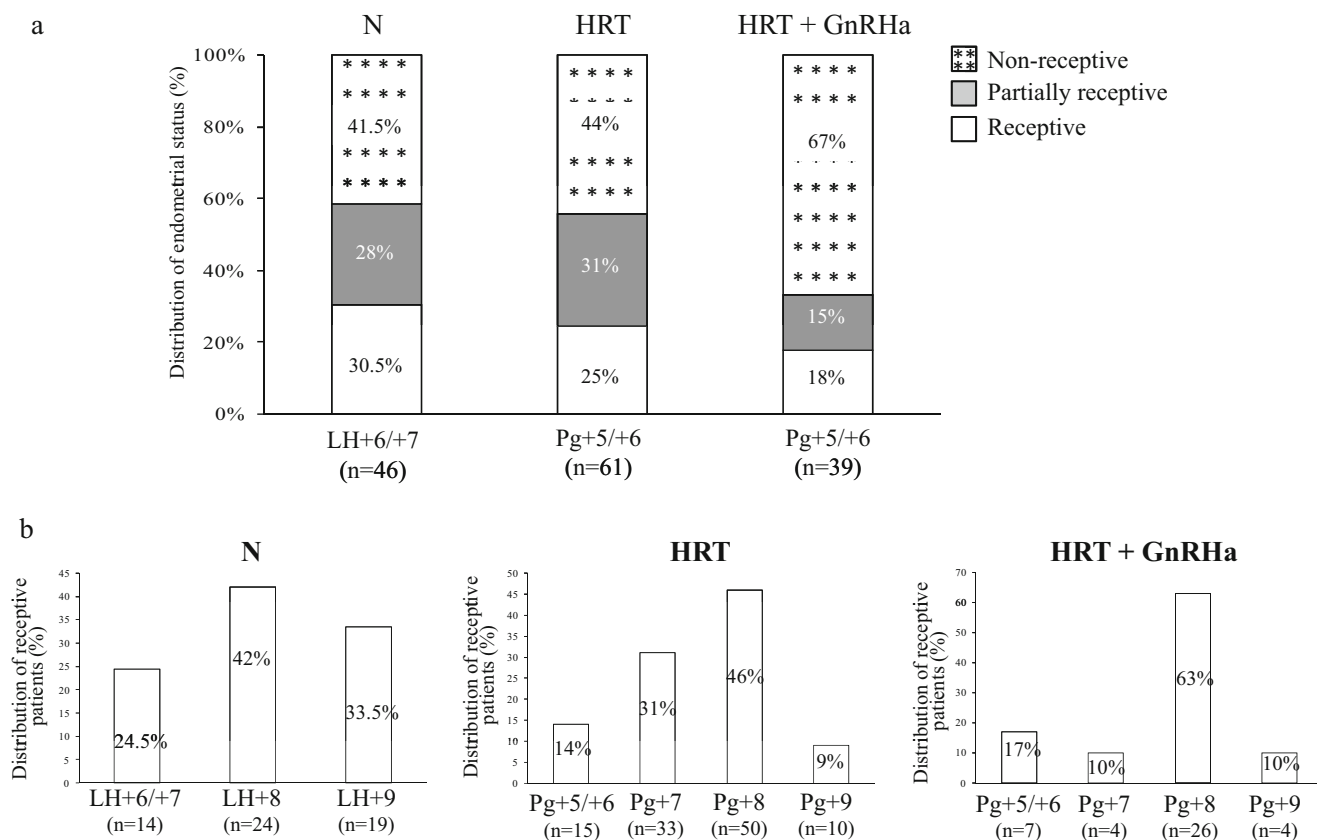 a
N HRT HRT + GnRHa
Distribution of endometrial status (%)
100%
80%
60%
40%
20%
0%
41.5%
28%
30.5%
44%
31%
25%
67%
15%
18%
Non-receptive
Partially receptive
Receptive
LH+6/+7 Pg+5/+6 Pg+5/+6
(n=46) (n=61) (n=39)
b
N
Distribution of receptive
patients (%)
45
40
35
30
25
20
15
10
5
0
24.5% 42% 33.5%
LH+6/+7 LH+8 LH+9
(n=14) (n=24) (n=19)
HRT
Distribution of receptive
patients (%)
50
45
40
35
30
25
20
15
10
5
0
14% 31% 46% 9%
Pg+5/+6 Pg+7 Pg+8 Pg+9
(n=15) (n=33) (n=50) (n=10)
HRT + GnRHa
Distribution of receptive
patients (%)
70
60
50
40
30
20
10
0
17% 10% 63% 10%
Pg+5/+6 Pg+7 Pg+8 Pg+9
(n=7) (n=4) (n=26) (n=4)